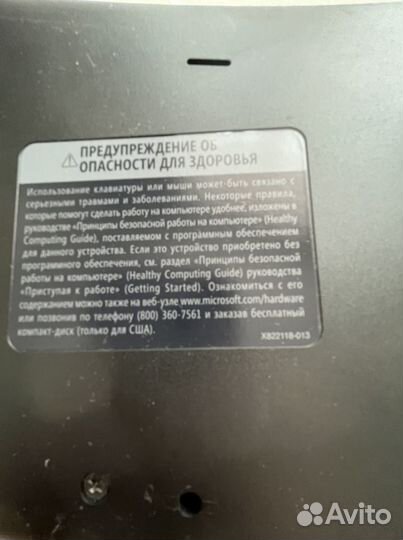 ПРЕДУПРЕЖДЕНИЕ ОБ
ОПАСНОСТИ ДЛЯ ЗДОРОВЬЯ
Использование клавиатуры или мыши может быть связано с
серьезными травмами и заболеваниями. Некоторые правила,
которые помогут сделать работу на компьютере удобнее, изложены в
руководстве «Принципы безопасной работы на компьютере» (Healthy
Computing Guide), поставляемом с программным обеспечением
для данного устройства. Если это устройство приобретено без
программного обеспечения, см. раздел «Принципы безопасной
работы на компьютере» (Healthy Computing Guide) руководства
«Приступая к работе» (Getting Started). Ознакомиться с его
содержанием можно также на веб-узле www.microsoft.com/hardware
или позвонив по телефону (800) 360-7561 и заказав бесплатный
компакт-диск (только для США).
X822118-013
Avito